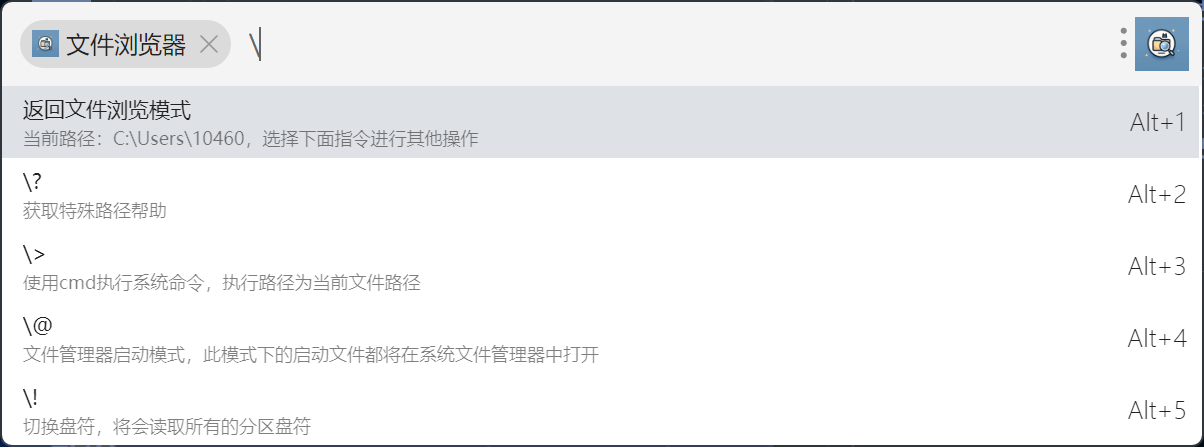 文件浏览器 \
返回文件浏览模式
当前路径：C:\Users\10460，选择下面指令进行其他操作
Alt+1
\?
获取特殊路径帮助
Alt+2
\>
使用cmd执行系统命令，执行路径为当前文件路径
Alt+3
\@
文件管理器启动模式，此模式下的启动文件都将在系统文件管理器中打开
Alt+4
\!
切换盘符，将会读取所有的分区盘符
Alt+5